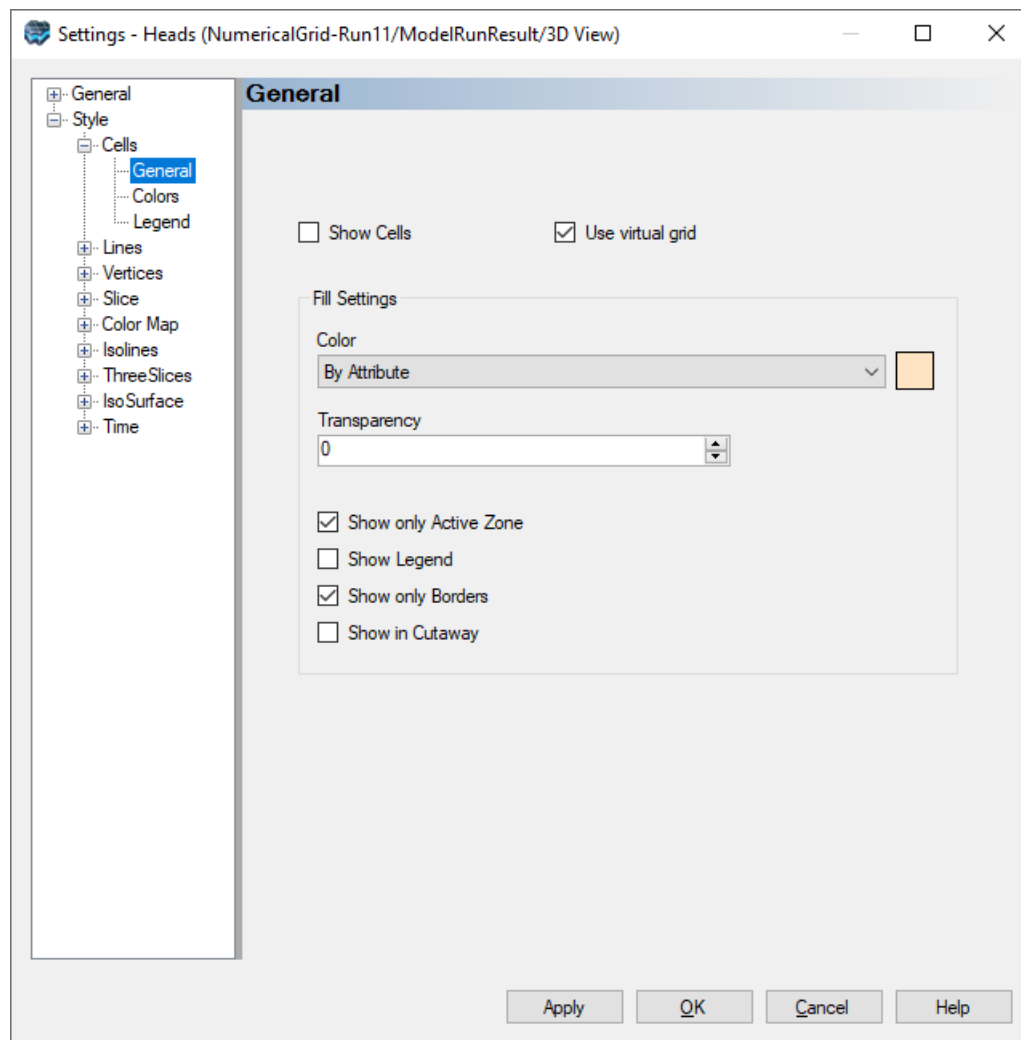 Settings - Heads (NumericalGrid-Run11/ModelRunResult/3D View)
General
Style
Cells
General
Colors
Legend
Lines
Vertices
Slice
Color Map
Isolines
ThreeSlices
IsoSurface
Time
General
Show Cells
Use virtual grid
Fill Settings
Color
By Attribute
Transparency
0
Show only Active Zone
Show Legend
Show only Borders
Show in Cutaway
Apply
OK
Cancel
Help